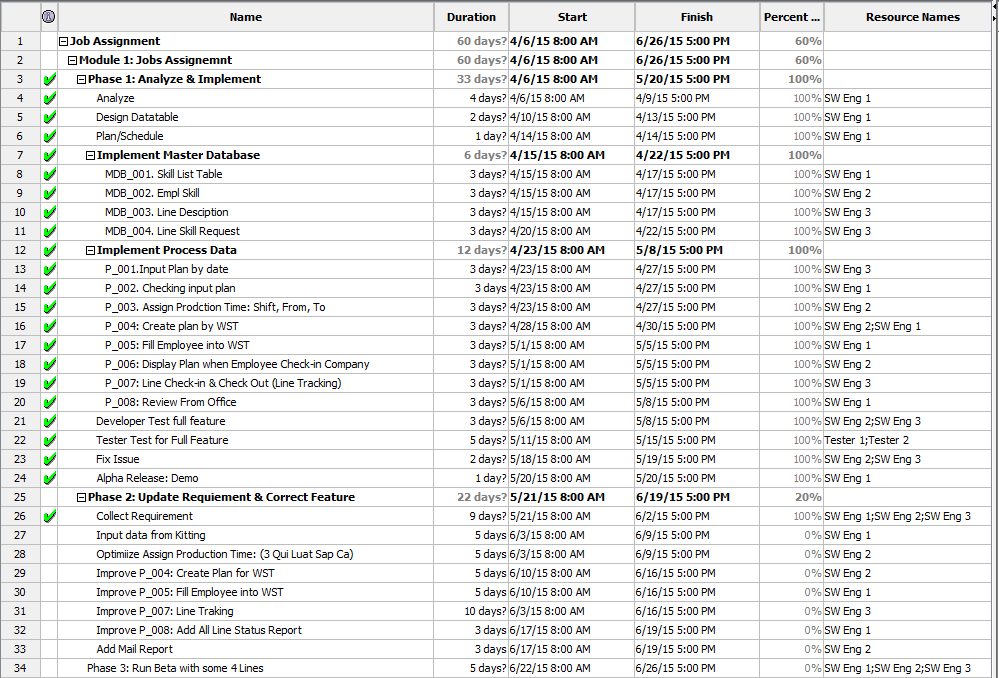 Name Duration Start Finish Percent ... Resource Names
1 Job Assignment 60 days? 4/6/15 8:00 AM 6/26/15 5:00 PM 60%
2 Module 1: Jobs Assignemnt 60 days? 4/6/15 8:00 AM 6/26/15 5:00 PM 60%
3 Phase 1: Analyze & Implement 33 days? 4/6/15 8:00 AM 5/20/15 5:00 PM 100%
4 Analyze 4 days? 4/6/15 8:00 AM 4/9/15 5:00 PM 100% SW Eng 1
5 Design Datatable 2 days? 4/10/15 8:00 AM 4/13/15 5:00 PM 100% SW Eng 1
6 Plan/Schedule 1 day? 4/14/15 8:00 AM 4/14/15 5:00 PM 100% SW Eng 1
7 Implement Master Database 6 days? 4/15/15 8:00 AM 4/22/15 5:00 PM 100%
8 MDB_001. Skill List Table 3 days? 4/15/15 8:00 AM 4/17/15 5:00 PM 100% SW Eng 1
9 MDB_002. Empl Skill 3 days? 4/15/15 8:00 AM 4/17/15 5:00 PM 100% SW Eng 2
10 MDB_003. Line Desciption 3 days? 4/15/15 8:00 AM 4/17/15 5:00 PM 100% SW Eng 3
11 MDB_004. Line Skill Request 3 days? 4/20/15 8:00 AM 4/22/15 5:00 PM 100% SW Eng 3
12 Implement Process Data 12 days? 4/23/15 8:00 AM 5/8/15 5:00 PM 100%
13 P_001.Input Plan by date 3 days? 4/23/15 8:00 AM 4/27/15 5:00 PM 100% SW Eng 3
14 P_002. Checking input plan 3 days 4/23/15 8:00 AM 4/27/15 5:00 PM 100% SW Eng 1
15 P_003. Assign Prodction Time: Shift, From, To 3 days? 4/23/15 8:00 AM 4/27/15 5:00 PM 100% SW Eng 2
16 P_004: Create plan by WST 3 days? 4/28/15 8:00 AM 4/30/15 5:00 PM 100% SW Eng 2;SW Eng 1
17 P_005: Fill Employee into WST 3 days? 5/1/15 8:00 AM 5/5/15 5:00 PM 100% SW Eng 1
18 P_006: Display Plan when Employee Check-in Company 3 days? 5/1/15 8:00 AM 5/5/15 5:00 PM 100% SW Eng 2
19 P_007: Line Check-in & Check Out (Line Tracking) 3 days? 5/1/15 8:00 AM 5/5/15 5:00 PM 100% SW Eng 3
20 P_008: Review From Office 3 days? 5/6/15 8:00 AM 5/8/15 5:00 PM 100% SW Eng 1
21 Developer Test full feature 3 days? 5/6/15 8:00 AM 5/8/15 5:00 PM 100% SW Eng 2;SW Eng 3
22 Tester Test for Full Feature 5 days? 5/11/15 8:00 AM 5/15/15 5:00 PM 100% Tester 1;Tester 2
23 Fix Issue 2 days? 5/18/15 8:00 AM 5/19/15 5:00 PM 100% SW Eng 2;SW Eng 3
24 Alpha Release: Demo 1 day? 5/20/15 8:00 AM 5/20/15 5:00 PM 100% SW Eng 1
25 Phase 2: Update Requiement & Correct Feature 22 days? 5/21/15 8:00 AM 6/19/15 5:00 PM 20%
26 Collect Requirement 9 days? 5/21/15 8:00 AM 6/2/15 5:00 PM 100% SW Eng 1;SW Eng 2;SW Eng 3
27 Input data from Kitting 5 days 6/3/15 8:00 AM 6/9/15 5:00 PM 0% SW Eng 1
28 Optimiize Assign Production Time: (3 Qui Luat Sap Ca) 5 days 6/3/15 8:00 AM 6/9/15 5:00 PM 0% SW Eng 2
29 Improve P_004: Create Plan for WST 5 days 6/10/15 8:00 AM 6/16/15 5:00 PM 0% SW Eng 2
30 Improve P_005: Fill Employee into WST 5 days 6/10/15 8:00 AM 6/16/15 5:00 PM 0% SW Eng 1
31 Improve P_007: Line Traking 10 days? 6/3/15 8:00 AM 6/16/15 5:00 PM 0% SW Eng 3
32 Improve P_008: Add All Line Status Report 3 days 6/17/15 8:00 AM 6/19/15 5:00 PM 0% SW Eng 1
33 Add Mail Report 3 days? 6/17/15 8:00 AM 6/19/15 5:00 PM 0% SW Eng 2
34 Phase 3: Run Beta with some 4 Lines 5 days? 6/22/15 8:00 AM 6/26/15 5:00 PM 0% SW Eng 1;SW Eng 2;SW Eng 3